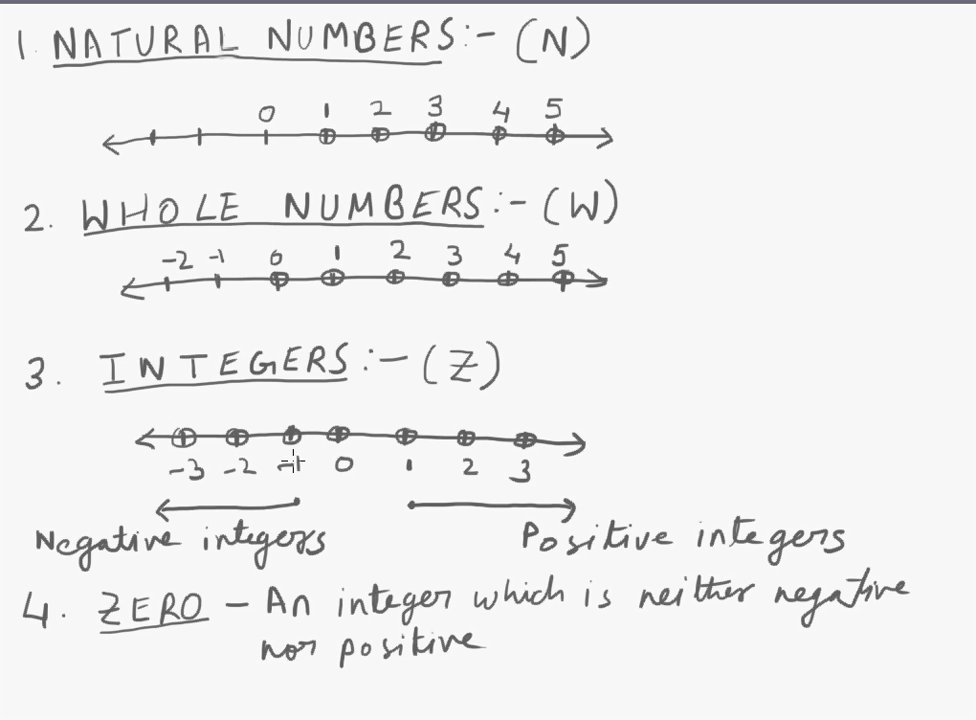 1. NATURAL NUMBERS:- (N)
0 1 2 3 4 5
2. WHOLE NUMBERS:- (W)
-2 -1 0 1 2 3 4 5
3. INTEGERS:- (Z)
-3 -2 -1 0 1 2 3
Negative integers Positive integers
4. ZERO - An integer which is neither negative
nor positive